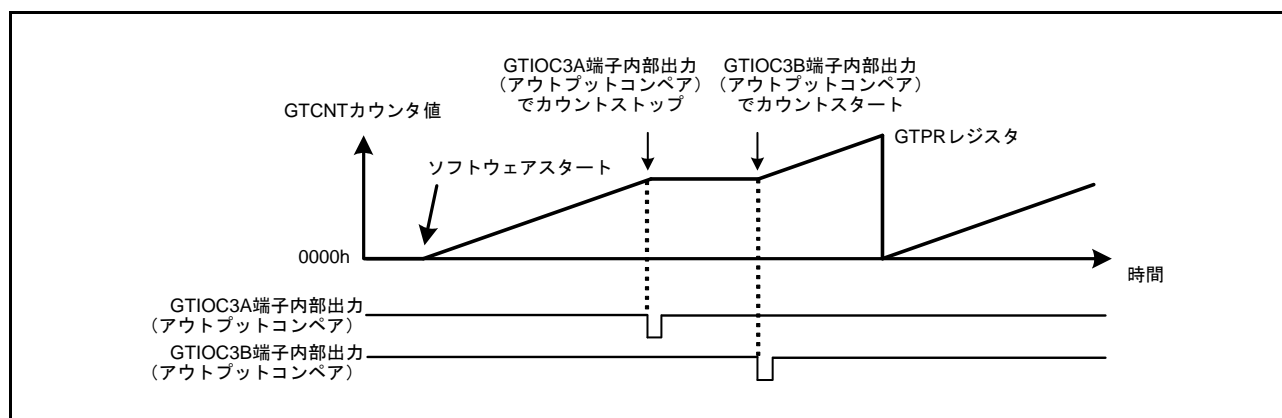 GTIOC3A端子内部出力
（アウトプットコンペア）
でカウントストップ
GTIOC3B端子内部出力
（アウトプットコンペア）
でカウントスタート
GTCNTカウンタ値
GTPRレジスタ
ソフトウェアスタート
0000h
時間
GTIOC3A端子内部出力
（アウトプットコンペア）
GTIOC3B端子内部出力
（アウトプットコンペア）